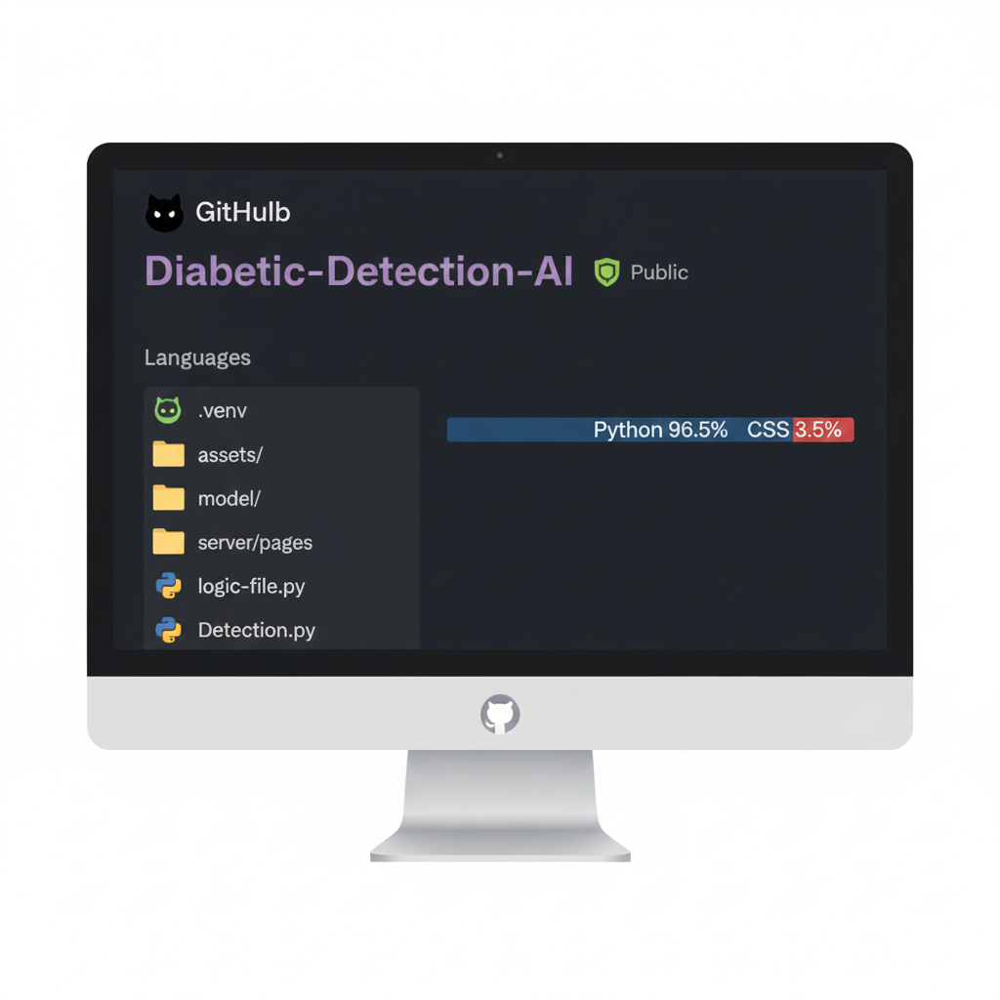 GitHulb
Diabetic-Detection-AI Public
Languages
.venv
Python 96.5% CSS 3.5%
assets/
model/
server/pages
logic-file.py
Detection.py